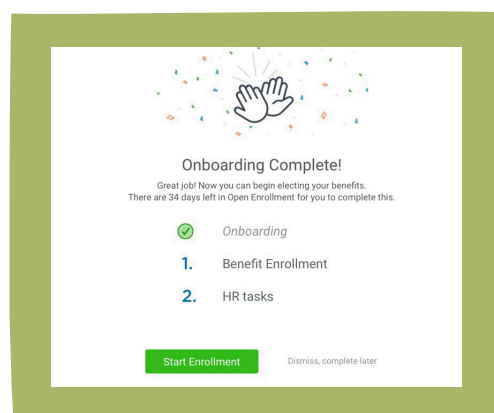 Onboarding Complete!
Great job! Now you can begin electing your benefits.
There are 34 days left in Open Enrollment for you to complete this.
Onboarding
1. Benefit Enrollment
2. HR tasks
Start Enrollment Dismiss, complete later